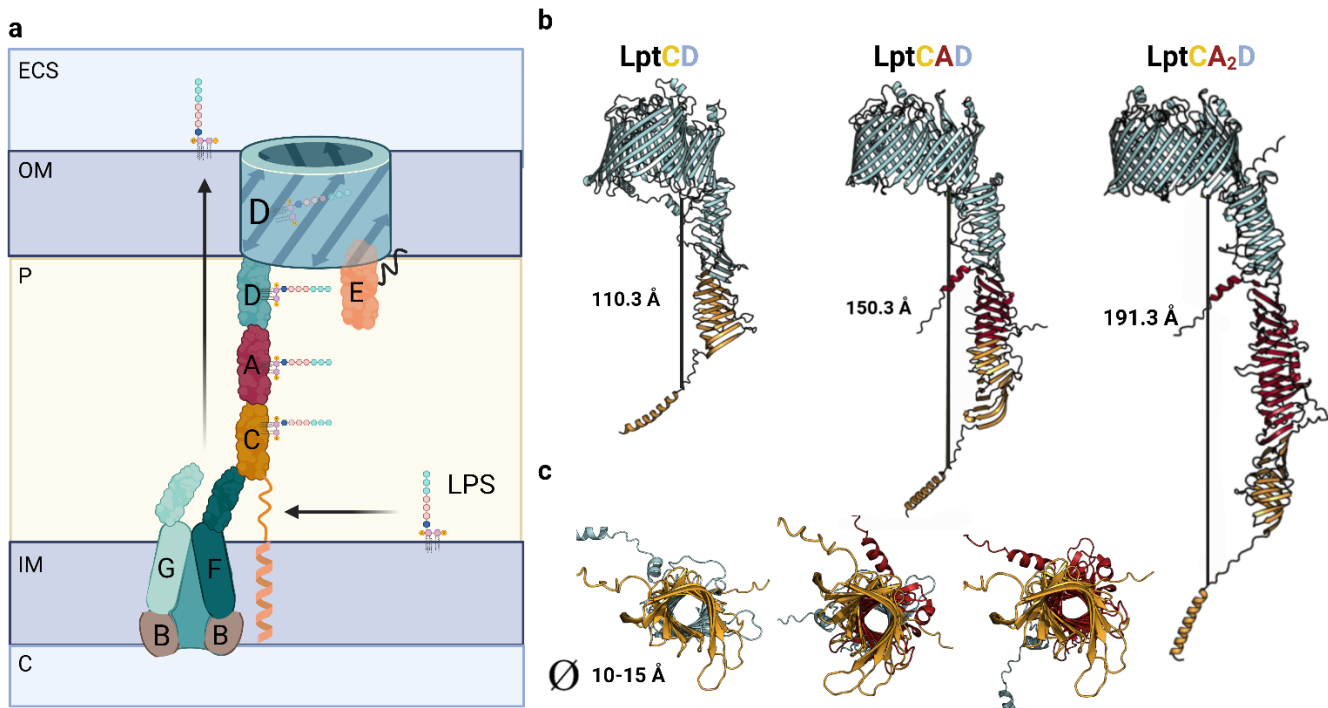 a
ECS
OM
D
P
D
E
A
C
LPS
IM
G
F
B
B
C
b
LptCD
LptCAD
LptCA₂D
110.3 Å
150.3 Å
191.3 Å
c
Ø 10-15 Å